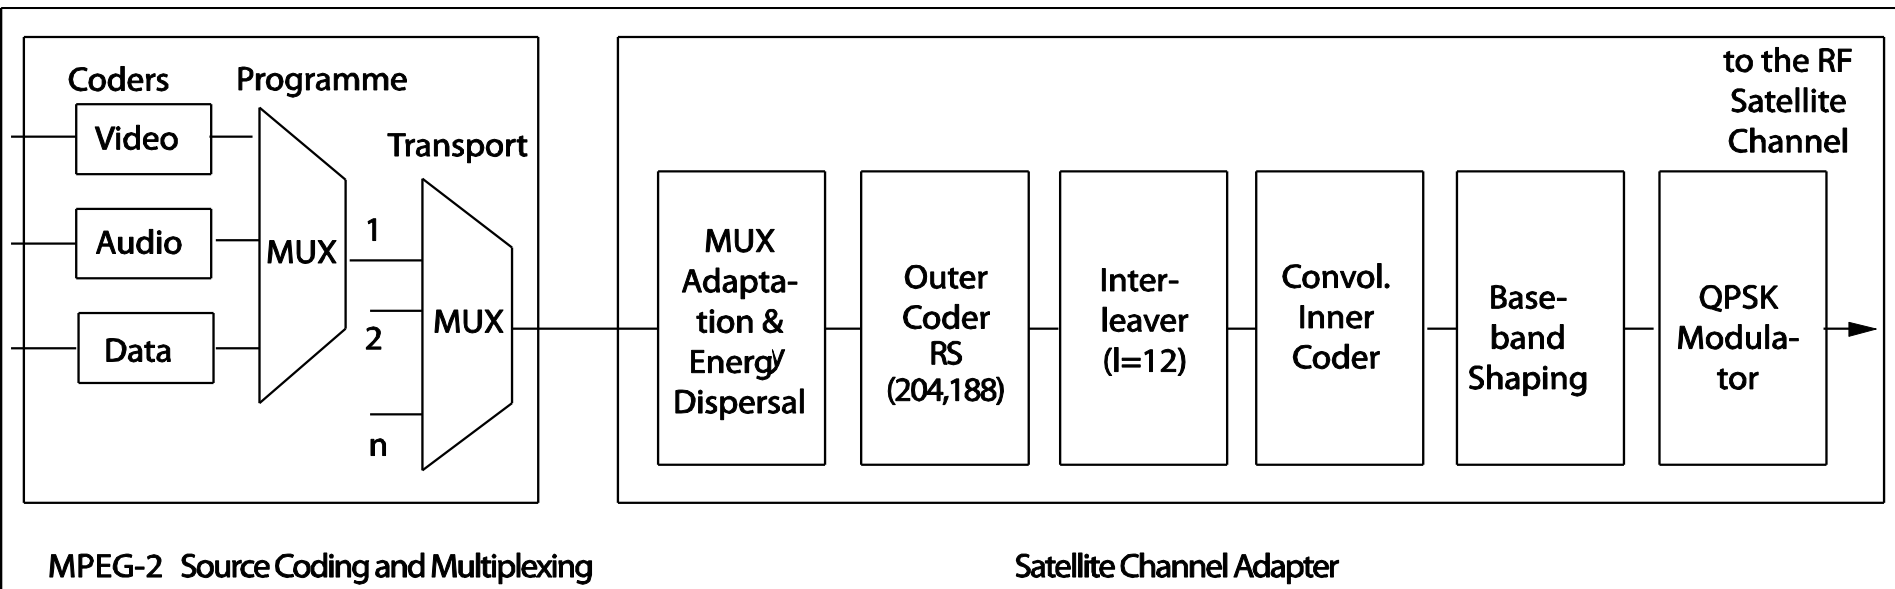 Coders
Programme
Video
Transport
Audio
MUX
1
Data
2
MUX
n
to the RF
Satellite
Channel
MUX
Adapta-
tion &
Energy
Dispersal
Outer
Coder
RS
(204,188)
Inter-
leaver
(I=12)
Convol.
Inner
Coder
Base-
band
Shaping
QPSK
Modula-
tor
MPEG-2 Source Coding and Multiplexing
Satellite Channel Adapter